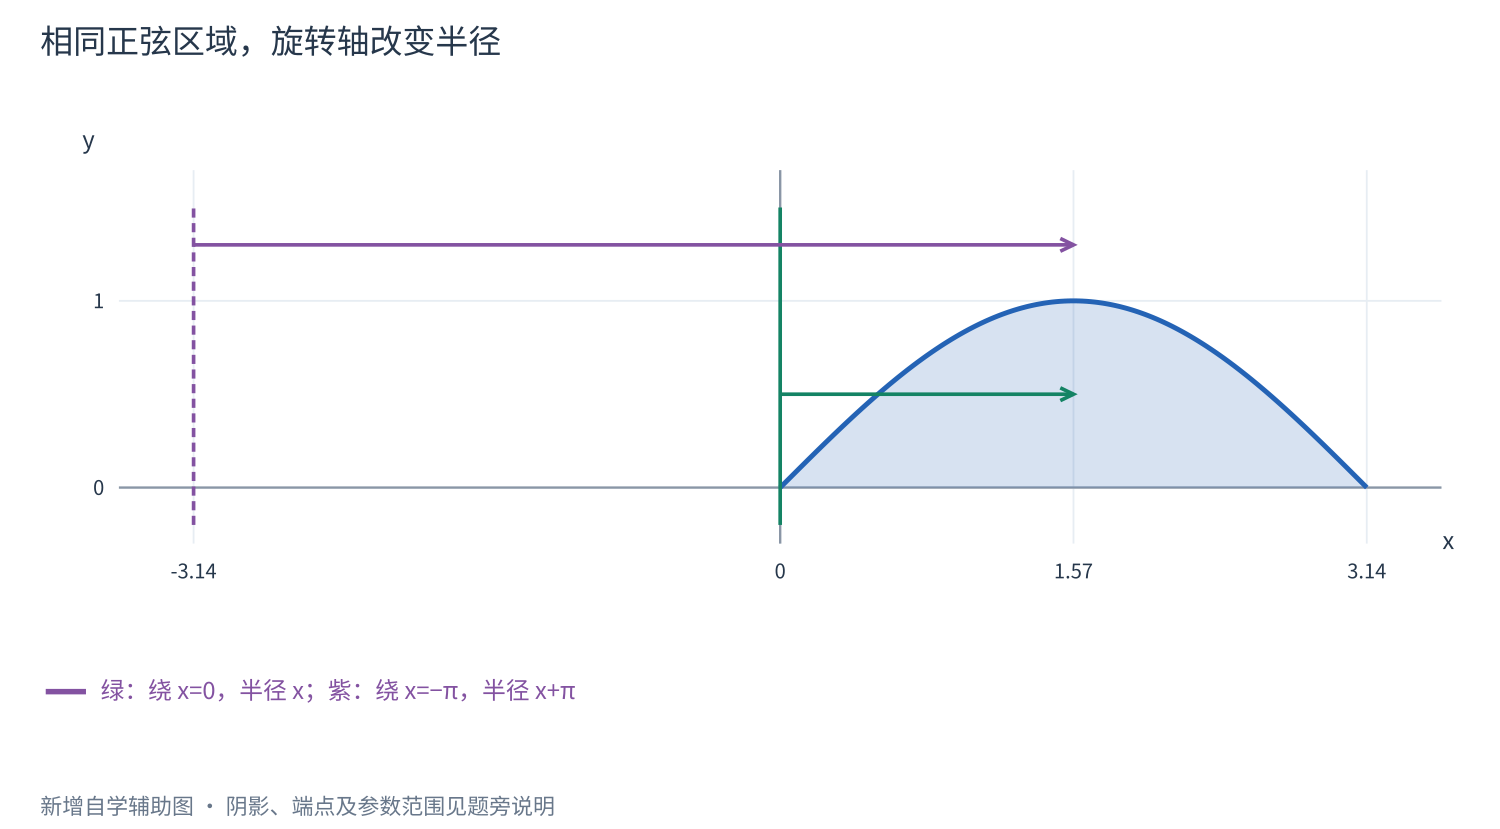 相同正弦区域，旋转轴改变半径
y
1
0
x
-3.14
0
1.57
3.14
绿：绕 x=0，半径 x；紫：绕 x=−π，半径 x+π
新增自学辅助图 · 阴影、端点及参数范围见题旁说明